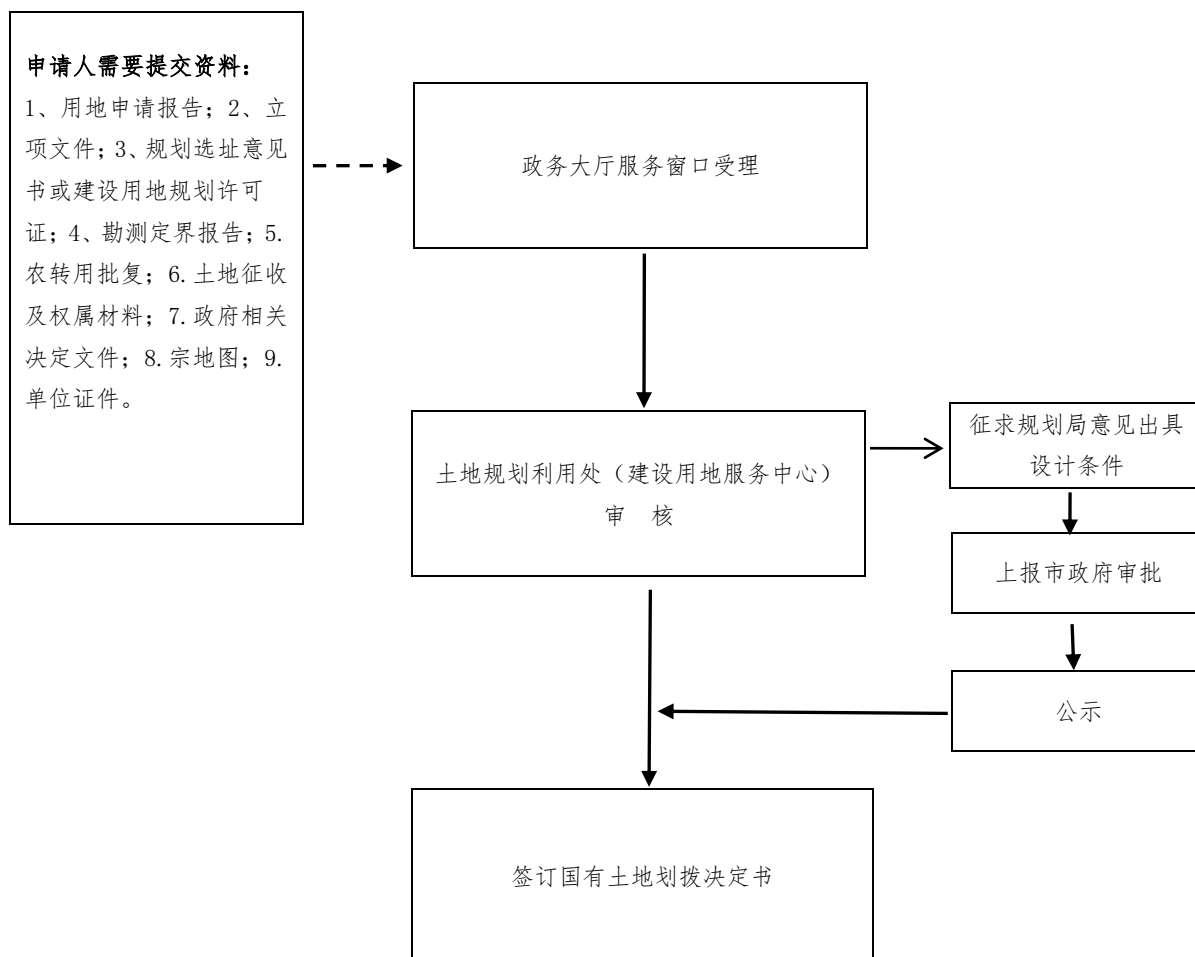 申请人需要提交资料：
1、用地申请报告；2、立
项文件；3、规划选址意见
书或建设用地规划许可
证；4、勘测定界报告；5.
农转用批复；6.土地征收
及权属材料；7.政府相关
决定文件；8.宗地图；9.
单位证件。
政务大厅服务窗口受理
土地规划利用处（建设用地服务中心）
审 核
征求规划局意见出具
设计条件
上报市政府审批
公示
签订国有土地划拨决定书